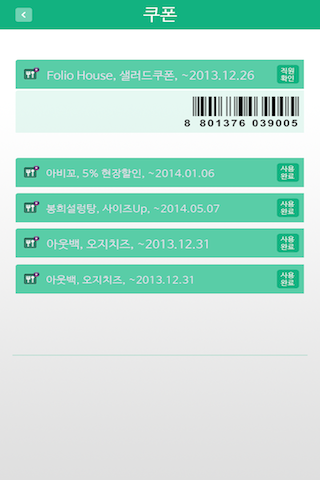 쿠폰
Folio House, 샐러드쿠폰, ~2013.12.26
직원
확인
8 801376 039005
아비꼬, 5% 현장할인, ~2014.01.06
사용
완료
봉희설렁탕, 사이즈Up, ~2014.05.07
사용
완료
아웃백, 오지치즈, ~2013.12.31
사용
완료
아웃백, 오지치즈, ~2013.12.31
사용
완료